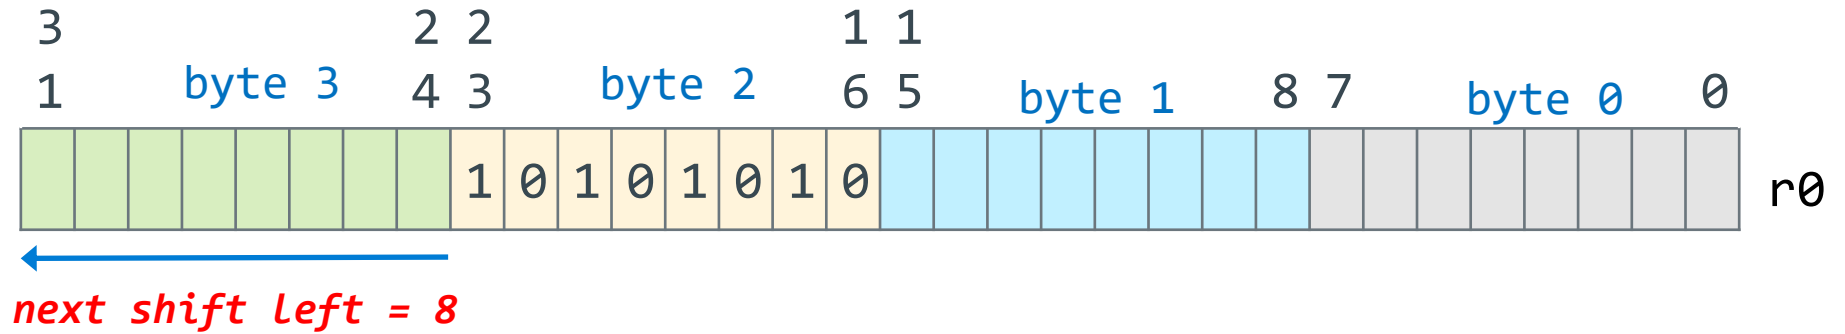 3 2 2 1 1
1 byte 3 4 3 byte 2 6 5 byte 1 8 7 byte 0 0
1 0 1 0 1 0 1 0 r0
next shift left = 8